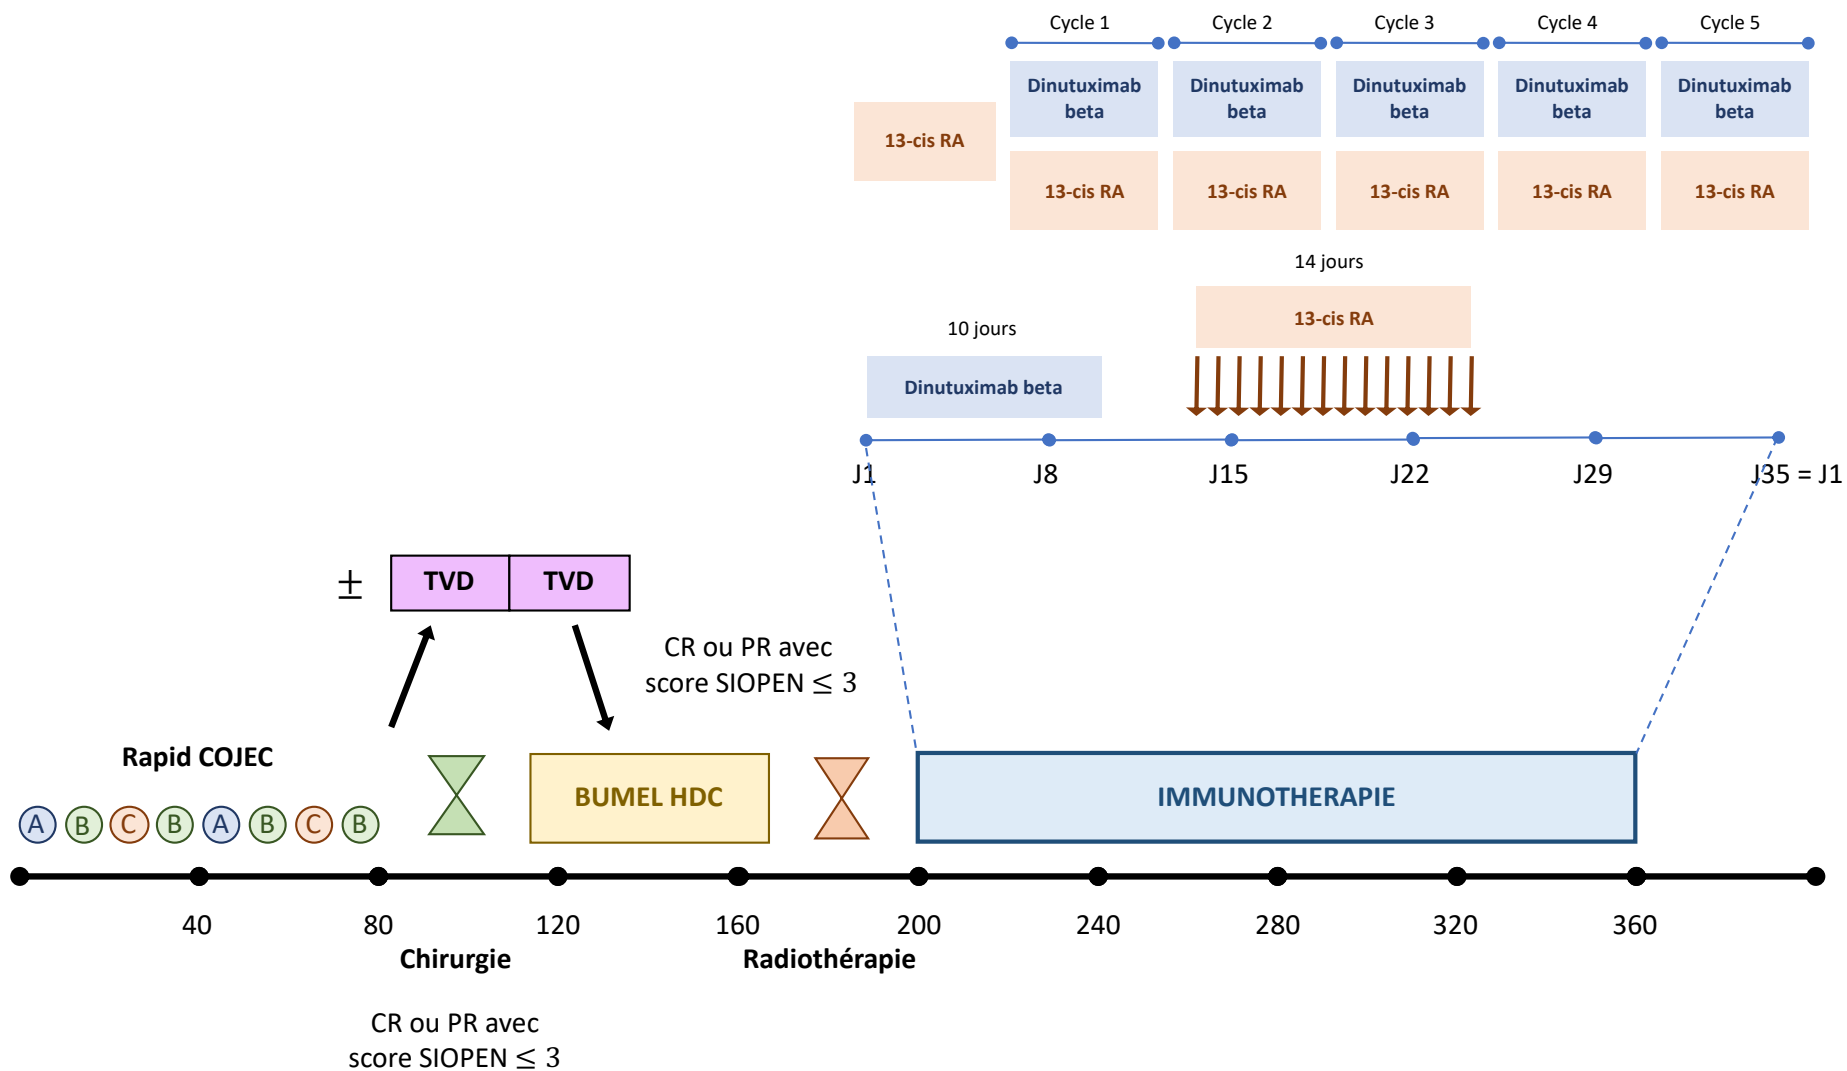 Cycle 1 Cycle 2 Cycle 3 Cycle 4 Cycle 5
Dinutuximab beta Dinutuximab beta Dinutuximab beta Dinutuximab beta Dinutuximab beta
13-cis RA
13-cis RA 13-cis RA 13-cis RA 13-cis RA 13-cis RA
14 jours
13-cis RA
10 jours
Dinutuximab beta
J1 J8 J15 J22 J29 J35 = J1
± TVD TVD
CR ou PR avec
score SIOPEN ≤ 3
Rapid COJEC
A B C B A B C B
BUMEL HDC
IMMUNOTHERAPIE
40 80 120 160 200 240 280 320 360
Chirurgie Radiothérapie
CR ou PR avec
score SIOPEN ≤ 3